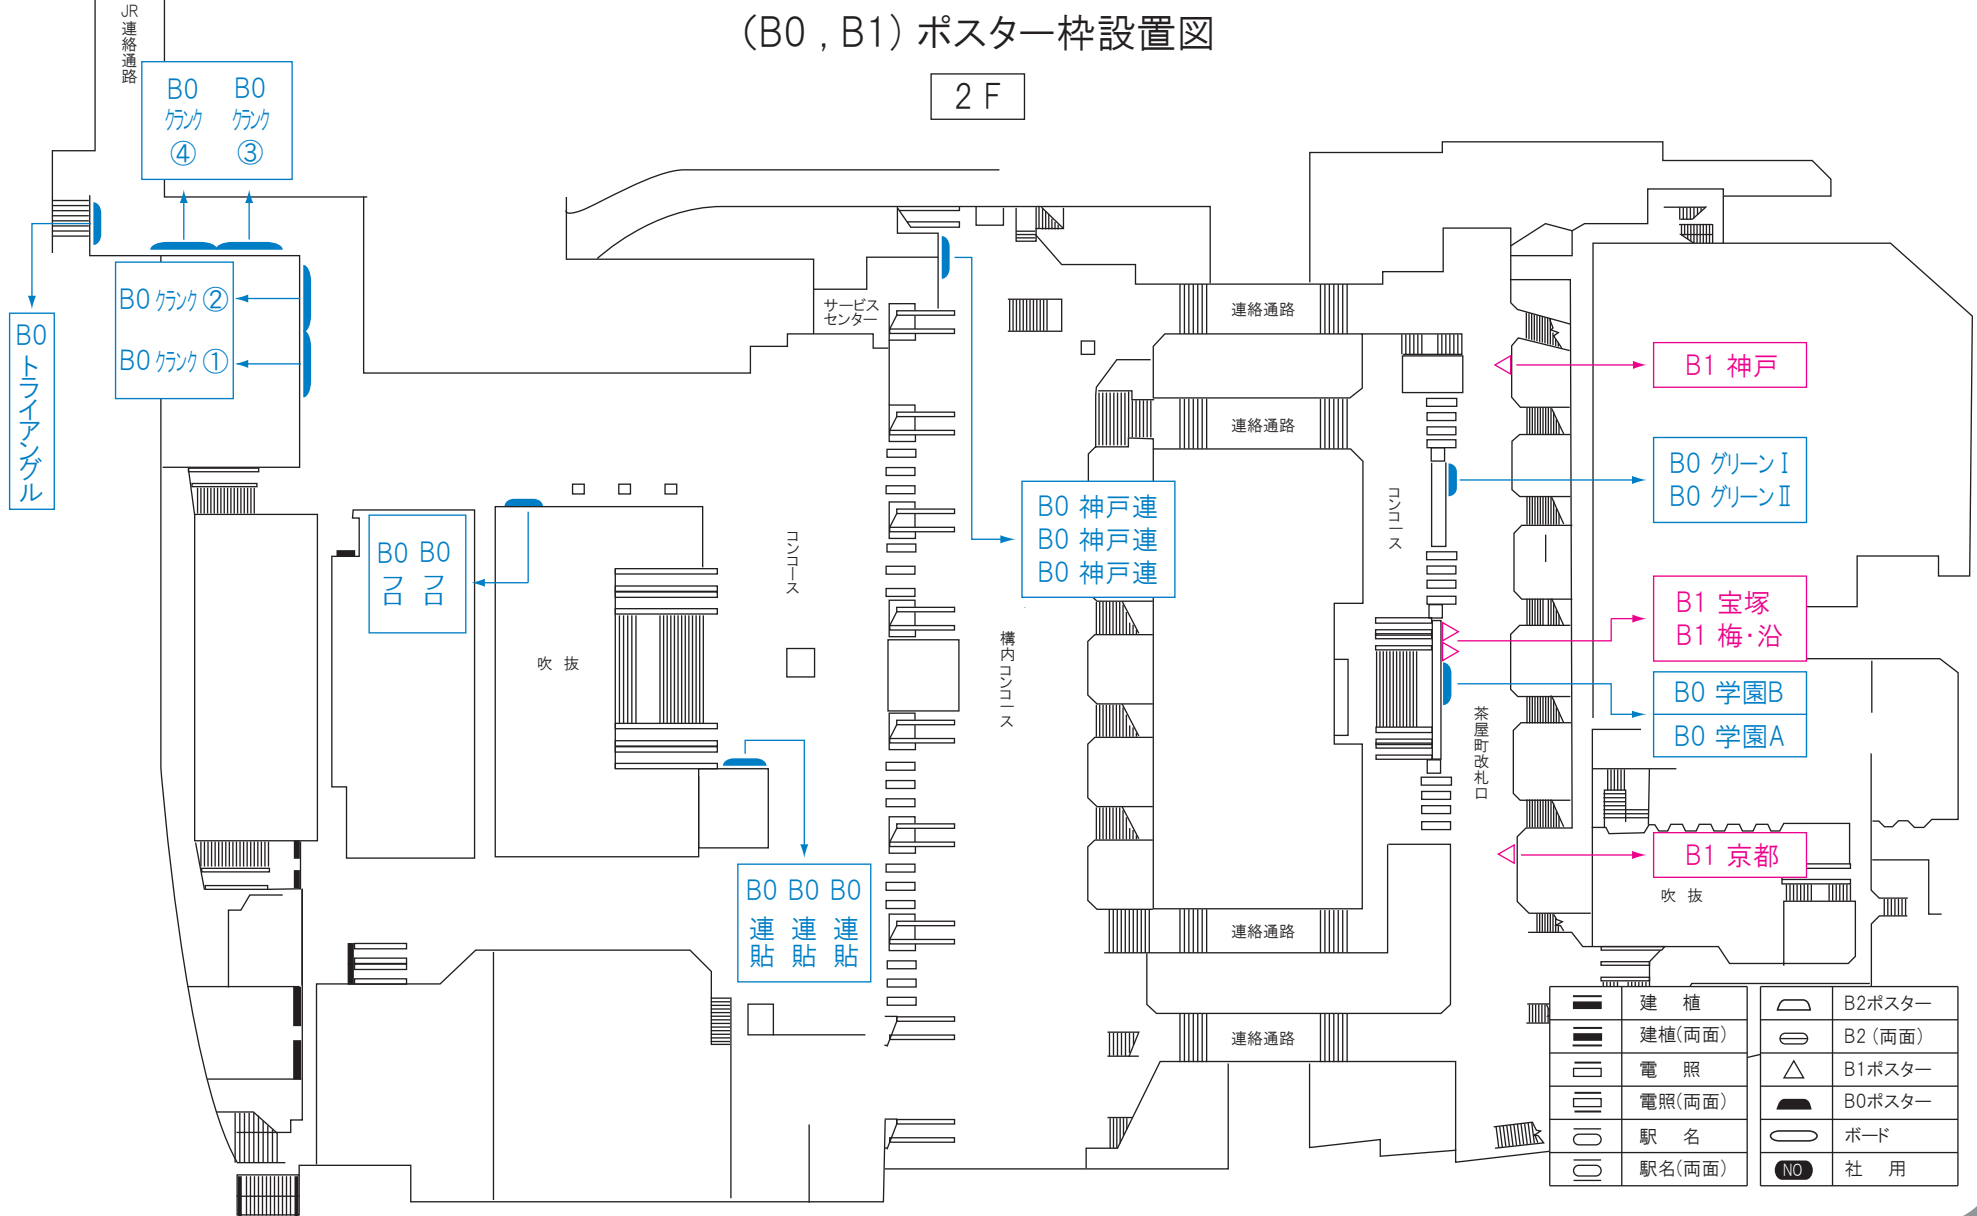 (B0 , B1) ポスター枠設置図
2 F
JR連絡通路
B0 クランク ④
B0 クランク ③
B0 クランク ②
B0 クランク ①
B0 トライアングル
サービス
センター
連絡通路
連絡通路
B1 神戸
B0 グリーンⅠ
B0 グリーンⅡ
コンコース
コンコース
B0 神戸連
B0 神戸連
B0 神戸連
B0 フロ
B0 フロ
吹 抜
構内コンコース
B1 宝塚
B1 梅・沿
B0 学園B
B0 学園A
茶屋町改札口
B1 京都
吹 抜
B0 連貼
B0 連貼
B0 連貼
連絡通路
連絡通路
建 植
建植(両面)
電 照
電照(両面)
駅 名
駅名(両面)
B2ポスター
B2 (両面)
B1ポスター
B0ポスター
ボード
NO 社 用